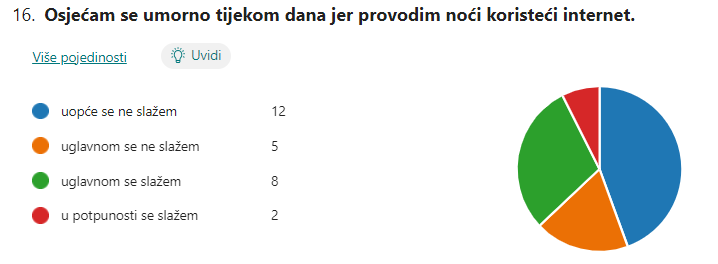 16. Osjećam se umorno tijekom dana jer provodim noći koristeći internet.
Više pojedinosti
Uvidi
uopće se ne slažem 12
uglavnom se ne slažem 5
uglavnom se slažem 8
u potpunosti se slažem 2